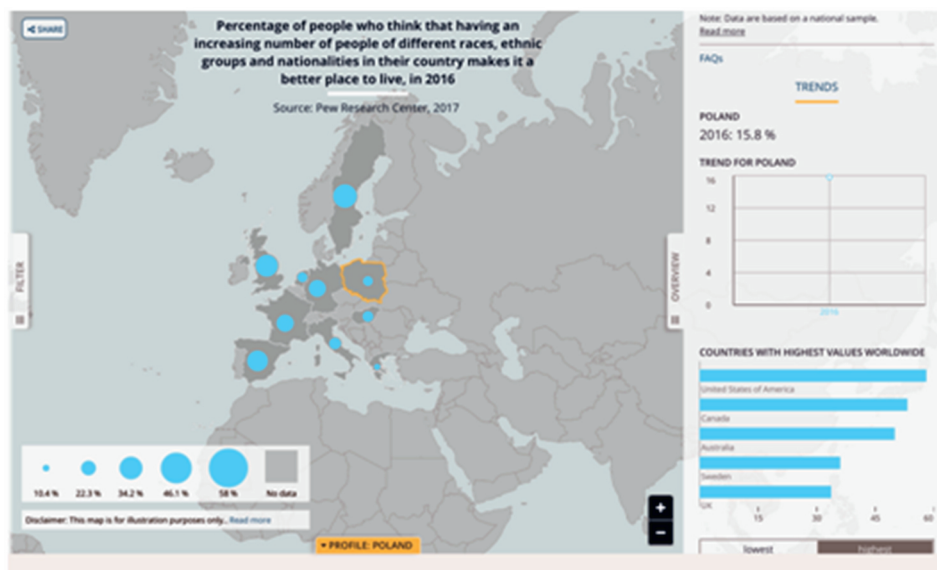 SHARE
Percentage of people who think that having an
increasing number of people of different races, ethnic
groups and nationalities in their country makes it a
better place to live, in 2016
Source: Pew Research Center, 2017
FILTER
OVERVIEW
10.4 %
22.3 %
34.2 %
46.1 %
58 %
No data
Disclaimer: This map is for illustration purposes only... Read more
PROFILE: POLAND
+
−
Note: Data are based on a national sample.
Read more
FAQs
TRENDS
POLAND
2016: 15.8 %
TREND FOR POLAND
16
12
8
4
0
2016
COUNTRIES WITH HIGHEST VALUES WORLDWIDE
United States of America
Canada
Australia
Sweden
UK
15 30 45 60
lowest
highest